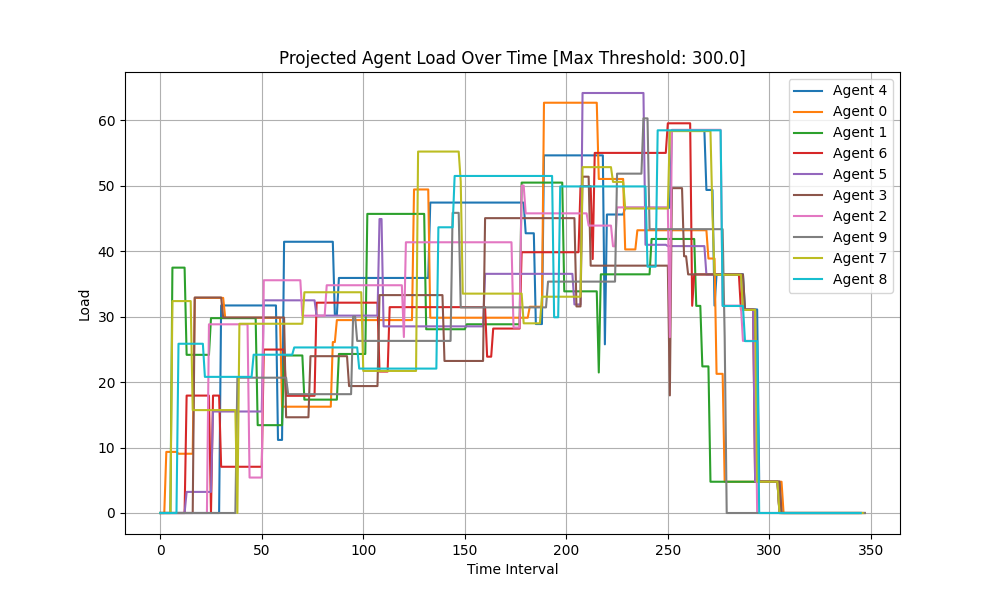 Projected Agent Load Over Time [Max Threshold: 300.0]
Load
60
50
40
30
20
10
0
0 50 100 150 200 250 300 350
Time Interval
Agent 4
Agent 0
Agent 1
Agent 6
Agent 5
Agent 3
Agent 2
Agent 9
Agent 7
Agent 8